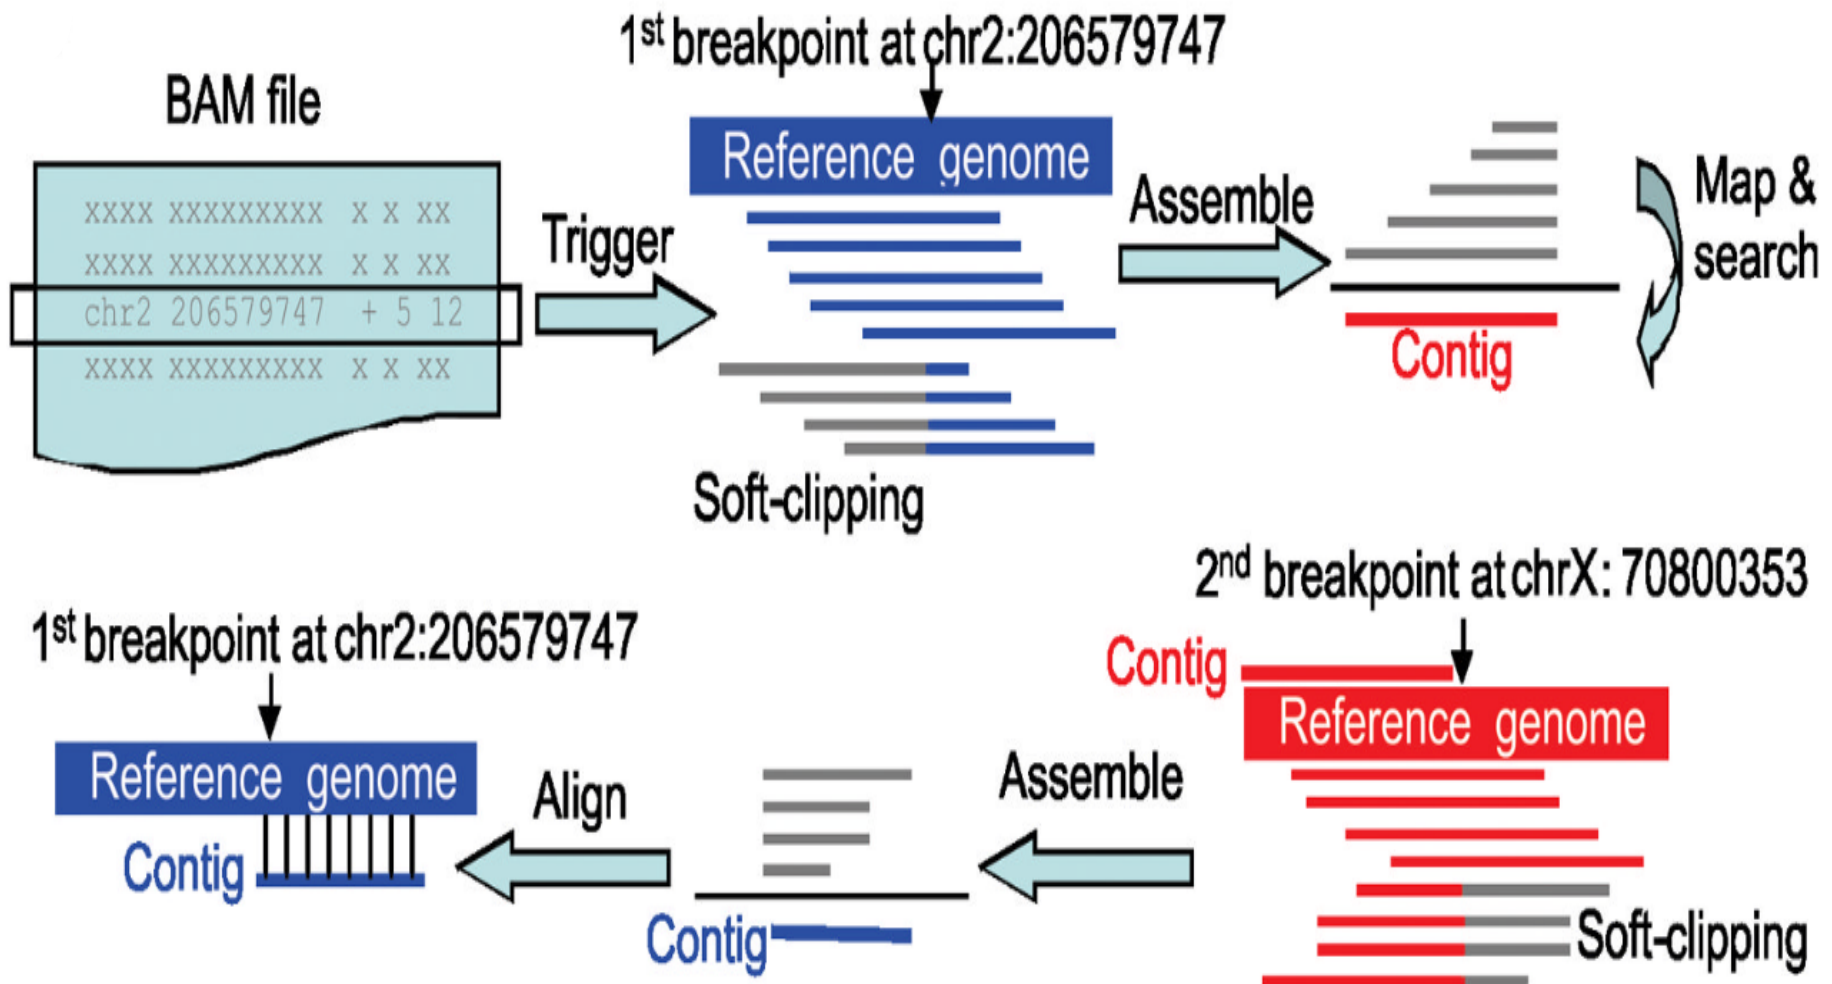 1st breakpoint at chr2:206579747
BAM file
Reference genome
xxxx xxxxxxxxx x x xx
xxxx xxxxxxxxx x x xx
chr2 206579747 + 5 12
xxxx xxxxxxxxx x x xx
Trigger
Assemble
Map &
search
Contig
Soft-clipping
2nd breakpoint at chrX: 70800353
Contig
Reference genome
Soft-clipping
Assemble
Contig
Align
1st breakpoint at chr2:206579747
Reference genome
Contig